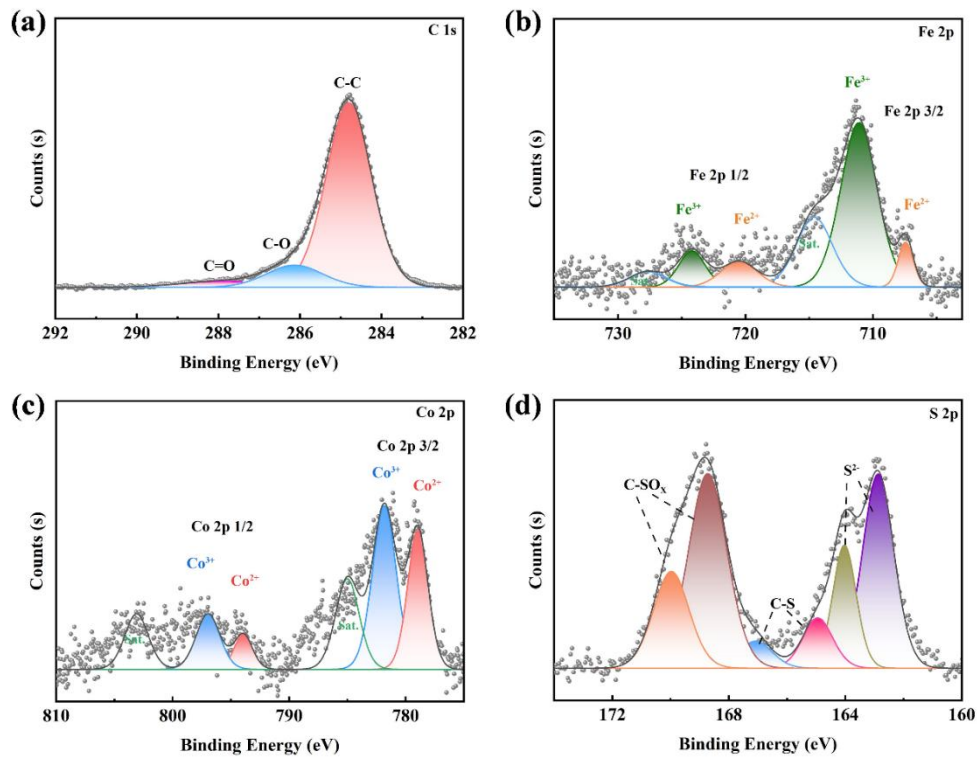 (a)
C 1s
C-C
C-O
C=O
Counts (s)
292 290 288 286 284 282
Binding Energy (eV)
(b)
Fe 2p
Fe³⁺
Fe 2p 3/2
Fe 2p 1/2
Fe³⁺
Fe²⁺
Fe²⁺
Sat.
Sat.
Counts (s)
730 720 710
Binding Energy (eV)
(c)
Co 2p
Co 2p 3/2
Co³⁺
Co²⁻
Co 2p 1/2
Co³⁺
Co²⁻
Sat.
Sat.
Counts (s)
810 800 790 780
Binding Energy (eV)
(d)
S 2p
C-SOₓ
S²⁻
C-S
Counts (s)
172 168 164 160
Binding Energy (eV)